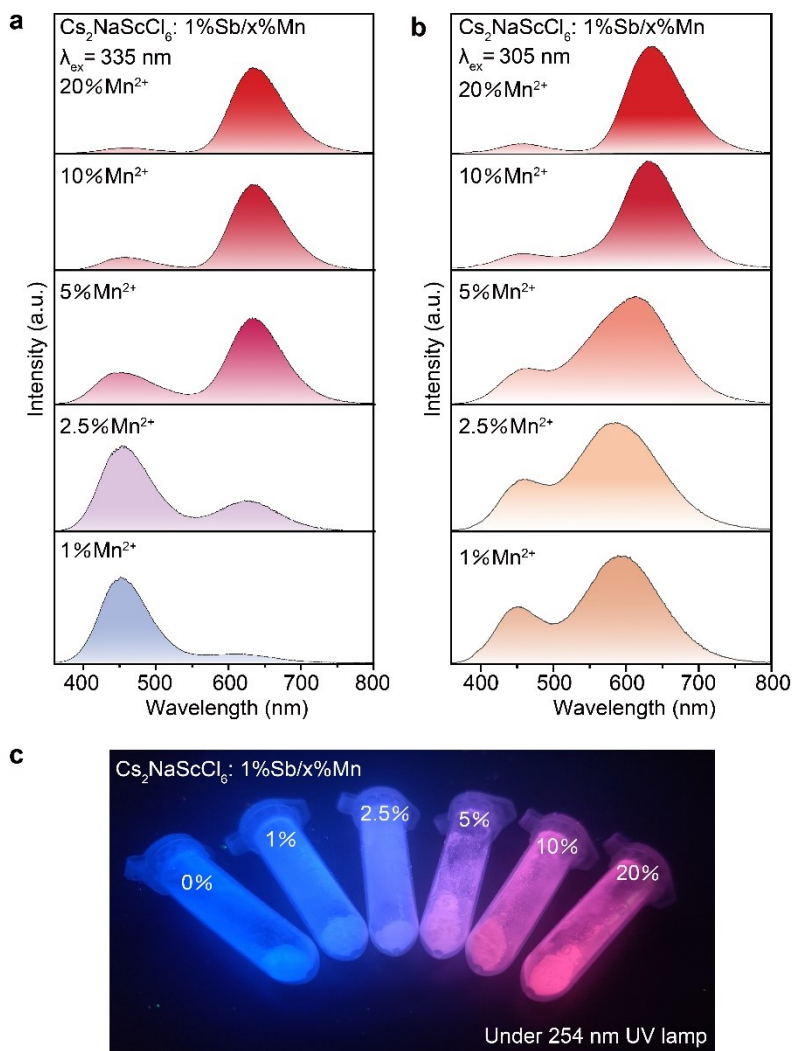 a
Cs₂NaScCl₆: 1%Sb/x%Mn
λex = 335 nm
20%Mn²⁺
10%Mn²⁺
5%Mn²⁺
2.5%Mn²⁺
1%Mn²⁺
Intensity (a.u.)
400 500 600 700 800
Wavelength (nm)
b
Cs₂NaScCl₆: 1%Sb/x%Mn
λex = 305 nm
20%Mn²⁺
10%Mn²⁺
5%Mn²⁺
2.5%Mn²⁺
1%Mn²⁺
Intensity (a.u.)
400 500 600 700 800
Wavelength (nm)
c
Cs₂NaScCl₆: 1%Sb/x%Mn
0%
1%
2.5%
5%
10%
20%
Under 254 nm UV lamp